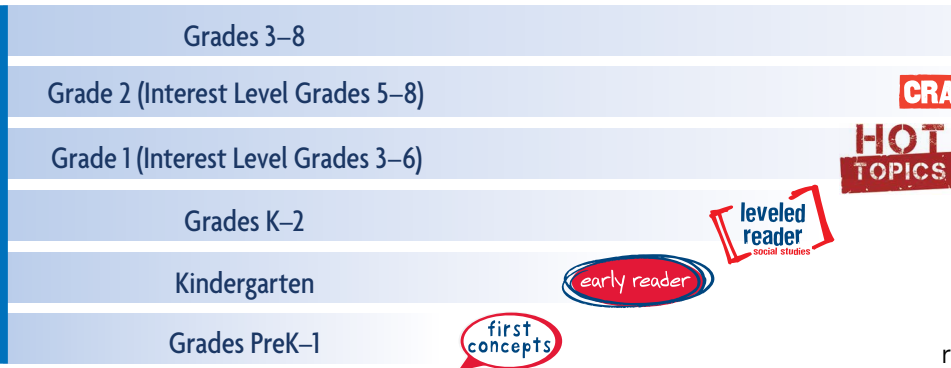 Grades 3–8
Grade 2 (Interest Level Grades 5–8)
Grade 1 (Interest Level Grades 3–6)
HOT
TOPICS
Grades K–2
leveled
reader
social studies
Kindergarten
early reader
Grades PreK–1
first
concepts